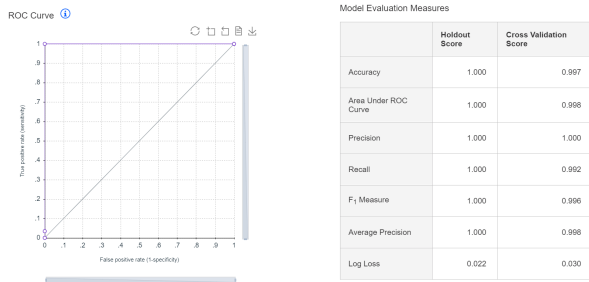 Model Evaluation Measures
ROC Curve
Holdout Score
Cross Validation Score
1
.9
.8
.7
.6
.5
.4
.3
.2
.1
0
True positive rate (sensitivity)
0 .1 .2 .3 .4 .5 .6 .7 .8 .9 1
False positive rate (1-specificity)
Accuracy 1.000 0.997
Area Under ROC Curve 1.000 0.998
Precision 1.000 1.000
Recall 1.000 0.992
F1 Measure 1.000 0.996
Average Precision 1.000 0.998
Log Loss 0.022 0.030